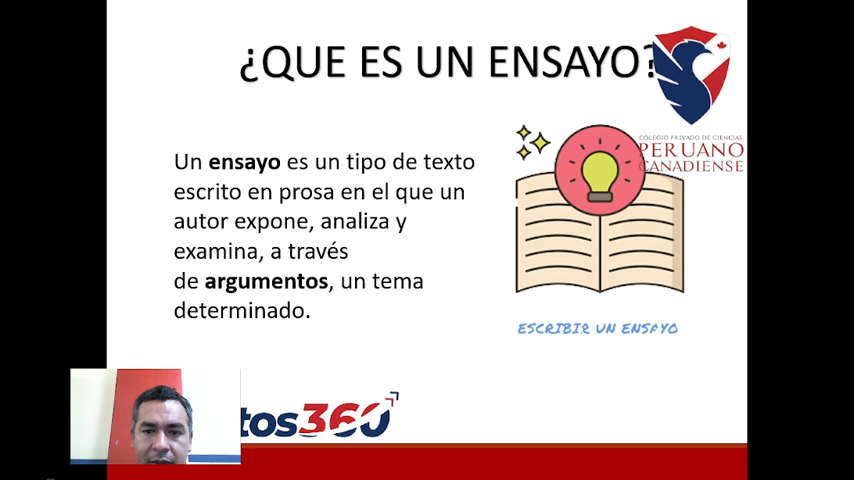 ¿QUE ES UN ENSAYO?
COLEGIO PRIVADO DE CIENCIAS
PERUANO
CANADIENSE
Un ensayo es un tipo de texto
escrito en prosa en el que un
autor expone, analiza y
examina, a través
de argumentos, un tema
determinado.
ESCRIBIR UN ENSAYO
tos360